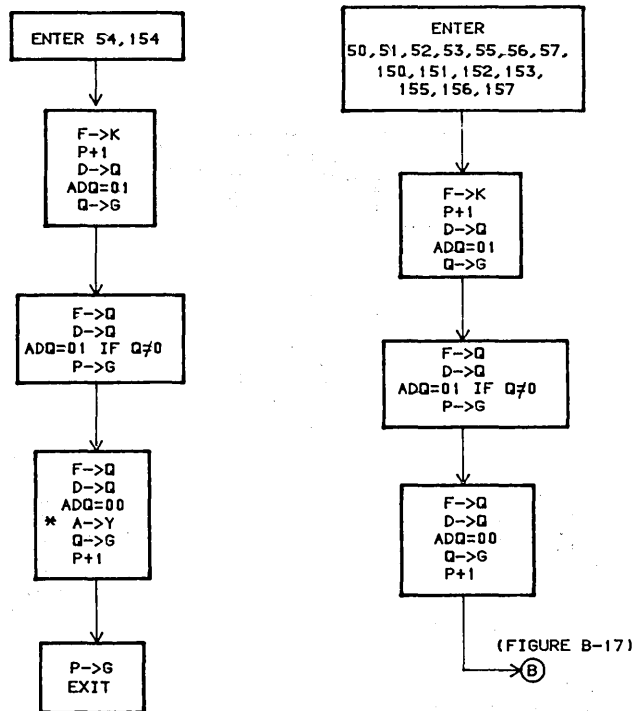 ENTER 54,154
F->K
P+1
D->Q
ADQ=01
Q->G
F->Q
D->Q
ADQ=01 IF Q≠0
P->G
F->Q
D->Q
ADQ=00
* A->Y
Q->G
P+1
P->G
EXIT
ENTER
50,51,52,53,55,56,57,
150,151,152,153,
155,156,157
F->K
P+1
D->Q
ADQ=01
Q->G
F->Q
D->Q
ADQ=01 IF Q≠0
P->G
F->Q
D->Q
ADQ=00
Q->G
P+1
(FIGURE B-17)
B